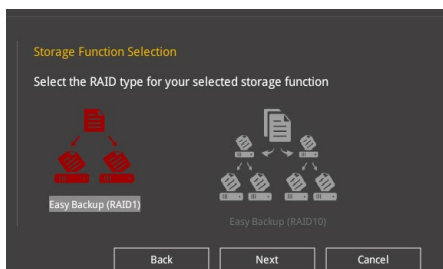 Storage Function Selection
Select the RAID type for your selected storage function
Easy Backup (RAID1)
Easy Backup (RAID10)
Back
Next
Cancel